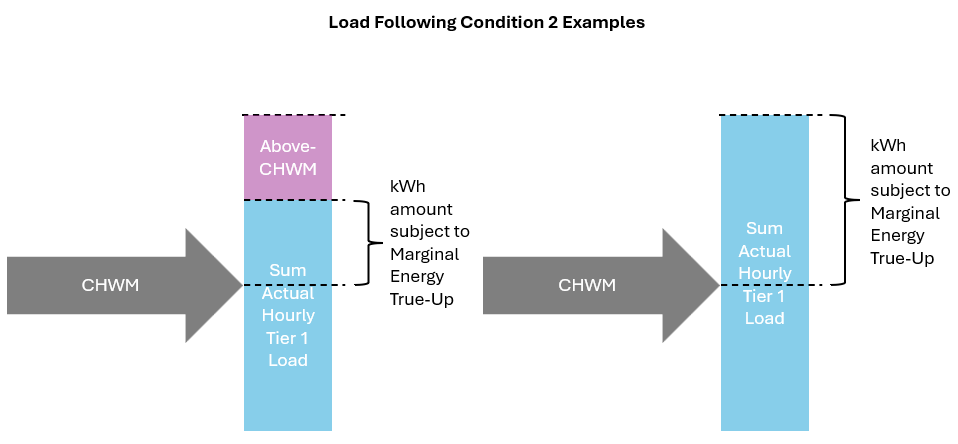 Load Following Condition 2 Examples
Above-
CHWM
kWh
amount
subject to
Marginal
Energy
True-Up
CHWM
Sum
Actual
Hourly
Tier 1
Load
kWh
amount
subject to
Marginal
Energy
True-Up
CHWM
Sum
Actual
Hourly
Tier 1
Load